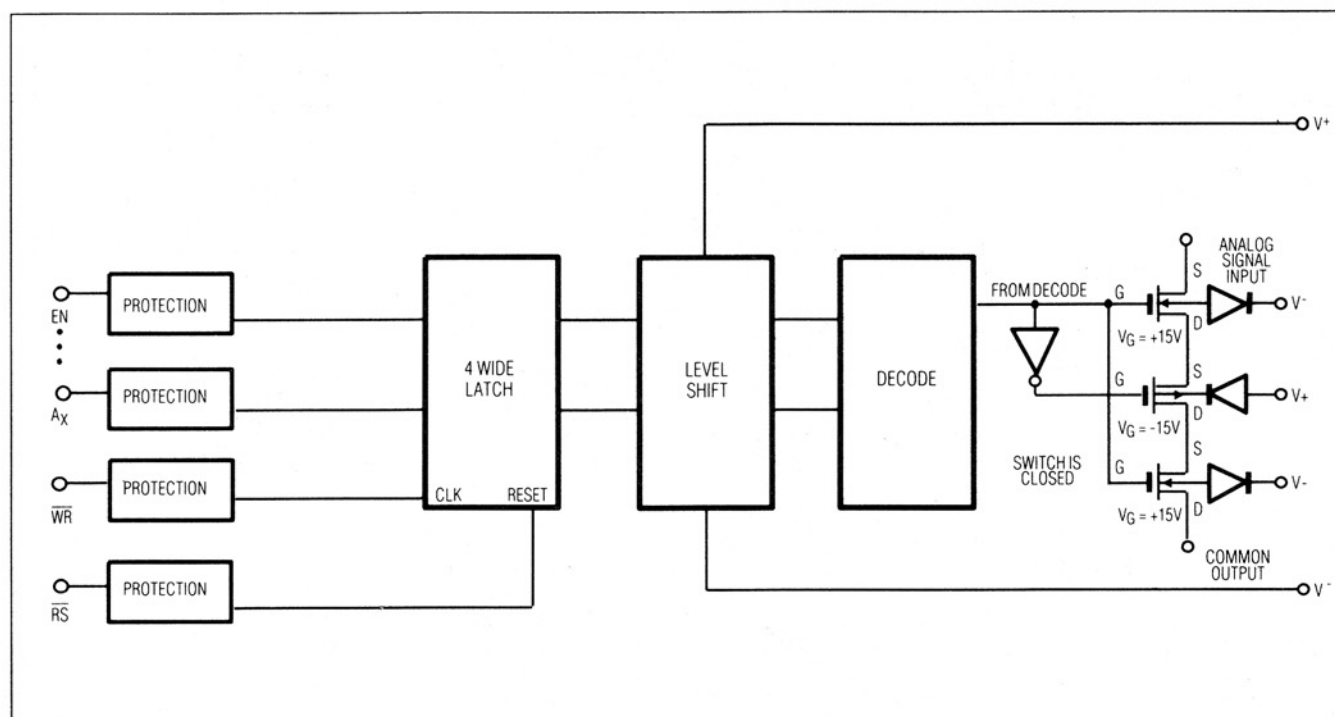 V+
EN
PROTECTION
AX
PROTECTION
WR
PROTECTION
RS
PROTECTION
4 WIDE
LATCH
CLK RESET
LEVEL
SHIFT
DECODE
FROM DECODE
G
S
D
ANALOG
SIGNAL
INPUT
V-
VG = +15V
G
S
D
V+
VG = -15V
SWITCH IS
CLOSED
G
S
D
V-
VG = +15V
COMMON
OUTPUT
V-